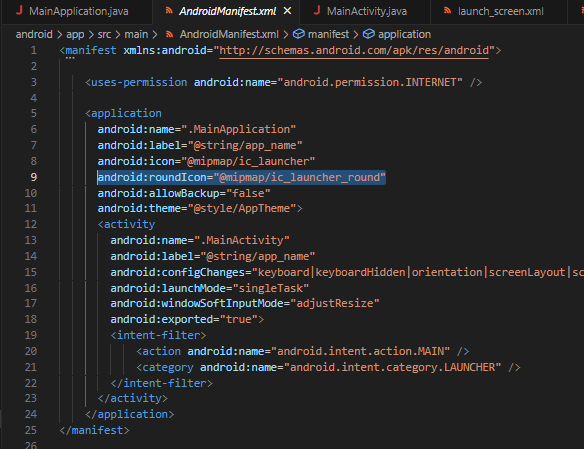 MainApplication.java AndroidManifest.xml MainActivity.java launch_screen.xml
android > app > src > main > AndroidManifest.xml > manifest > application
1 <manifest xmlns:android="http://schemas.android.com/apk/res/android">
2
3 <uses-permission android:name="android.permission.INTERNET" />
4
5 <application
6 android:name=".MainApplication"
7 android:label="@string/app_name"
8 android:icon="@mipmap/ic_launcher"
9 android:roundIcon="@mipmap/ic_launcher_round"
10 android:allowBackup="false"
11 android:theme="@style/AppTheme">
12 <activity
13 android:name=".MainActivity"
14 android:label="@string/app_name"
15 android:configChanges="keyboard|keyboardHidden|orientation|screenLayout|sc
16 android:launchMode="singleTask"
17 android:windowSoftInputMode="adjustResize"
18 android:exported="true">
19 <intent-filter>
20 <action android:name="android.intent.action.MAIN" />
21 <category android:name="android.intent.category.LAUNCHER" />
22 </intent-filter>
23 </activity>
24 </application>
25 </manifest>
26